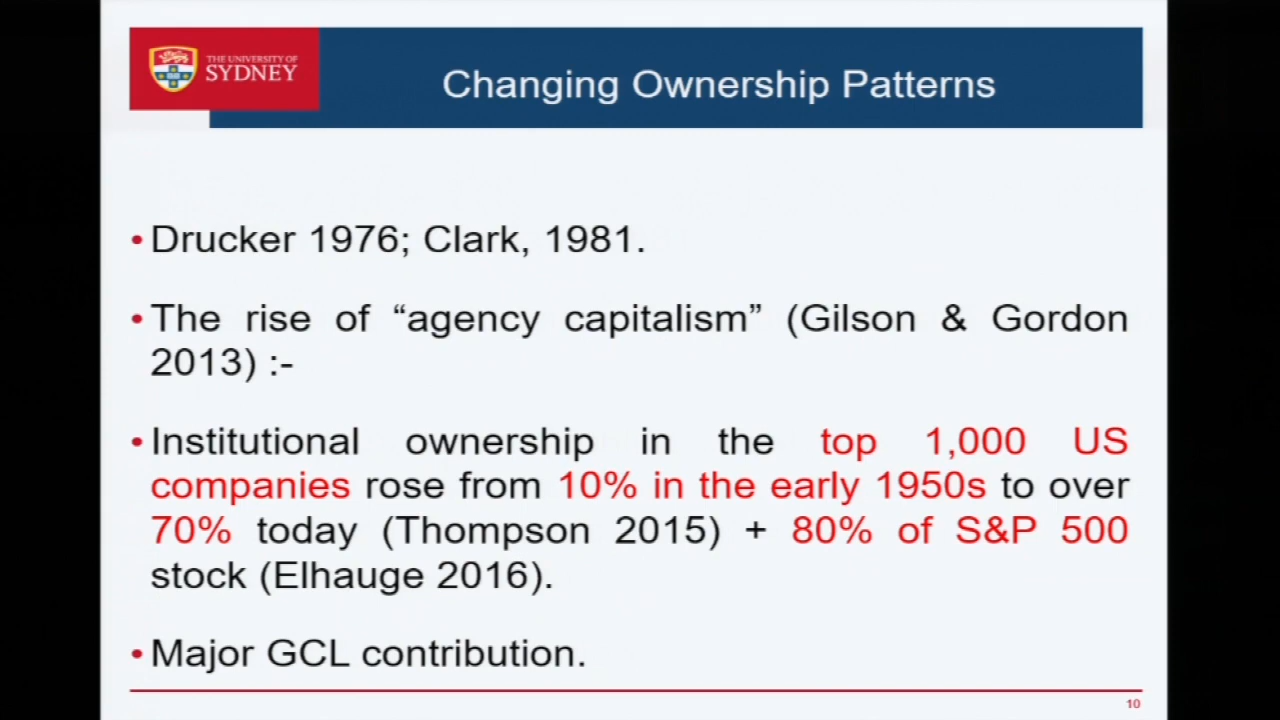 THE UNIVERSITY OF
SYDNEY
Changing Ownership Patterns
• Drucker 1976; Clark, 1981.
• The rise of “agency capitalism” (Gilson & Gordon
2013) :-
• Institutional ownership in the top 1,000 US
companies rose from 10% in the early 1950s to over
70% today (Thompson 2015) + 80% of S&P 500
stock (Elhauge 2016).
• Major GCL contribution.
10